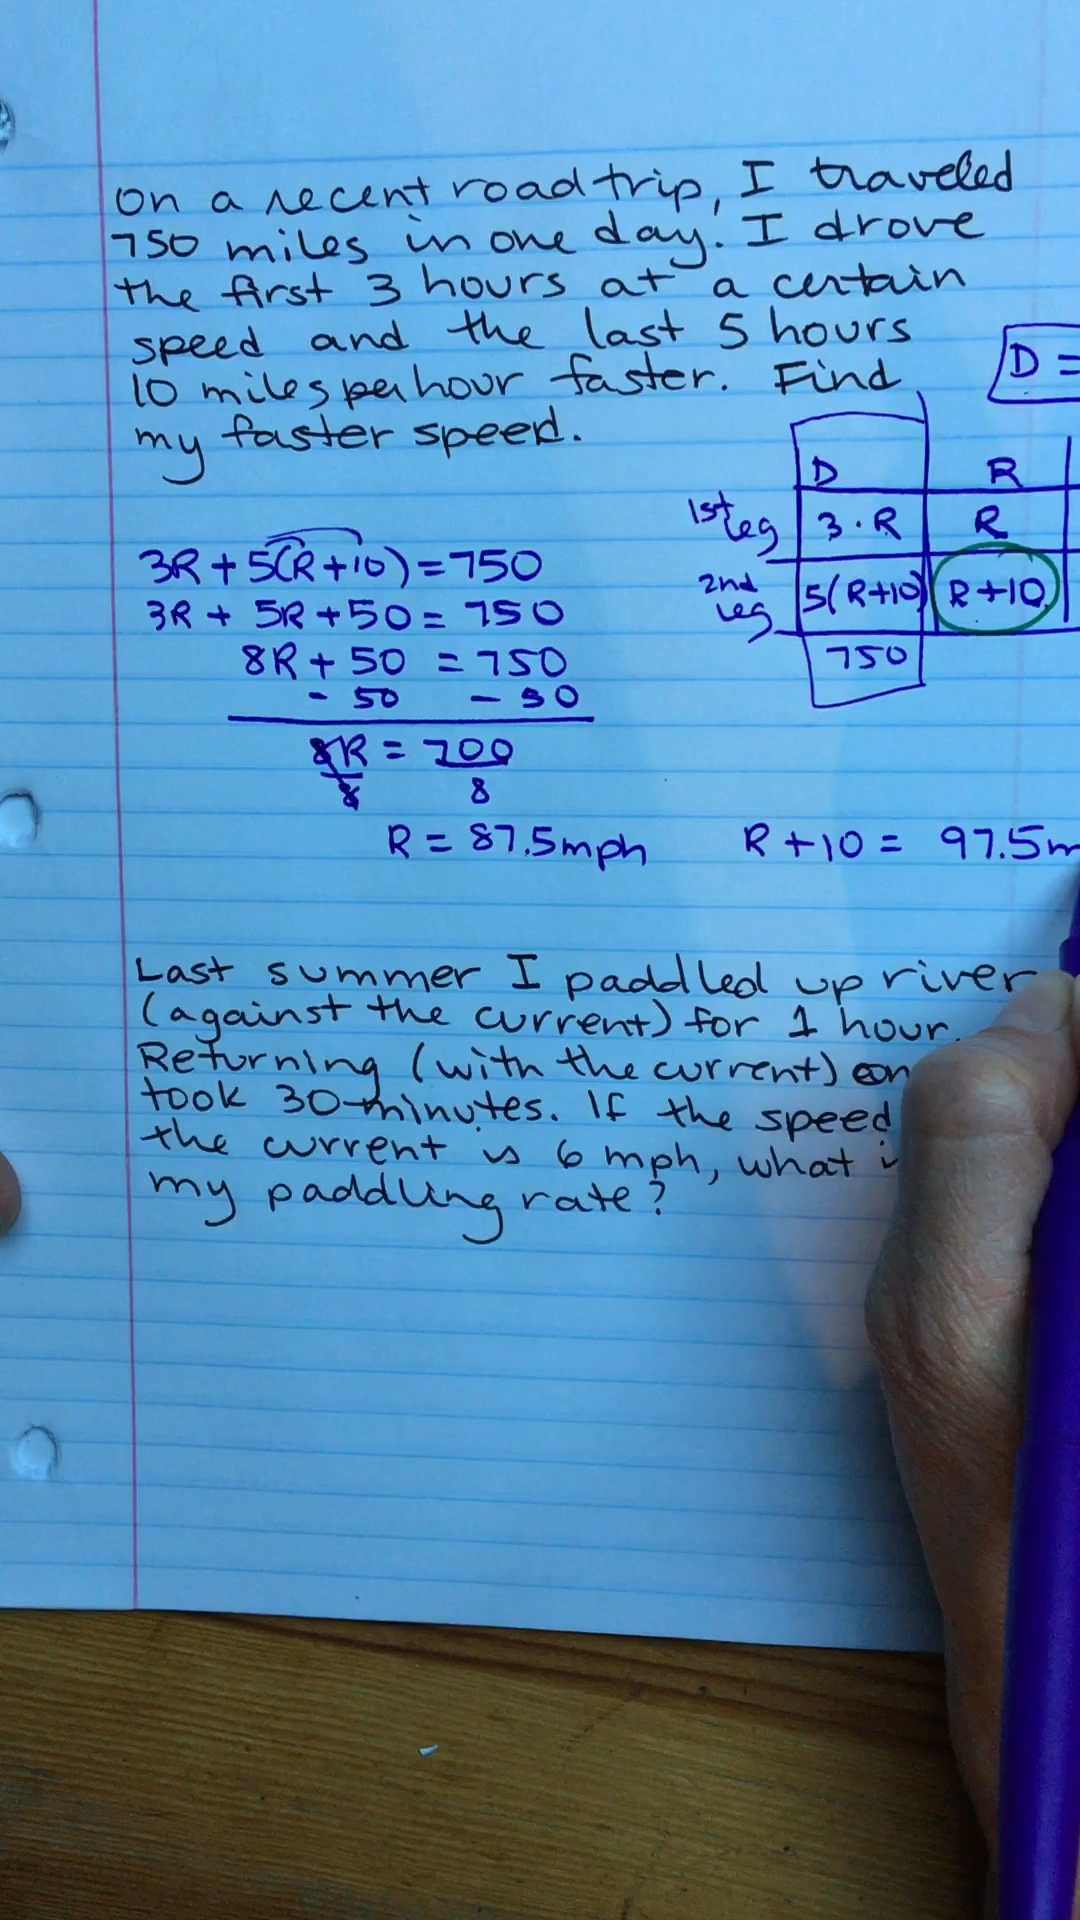 On a recent road trip, I traveled
750 miles in one day. I drove
the first 3 hours at a certain
speed and the last 5 hours
10 miles per hour faster. Find
my faster speed.
D =
D R
1st leg 3 · R R
2nd leg 5(R+10) R+10
750
3R + 5(R+10) = 750
3R + 5R + 50 = 750
8R + 50 = 750
- 50 - 50
8R = 700
8 8
R = 87.5mph R + 10 = 97.5m
Last summer I paddled up river
(against the current) for 1 hour.
Returning (with the current) on
took 30 minutes. If the speed
the current is 6 mph, what i
my paddling rate?